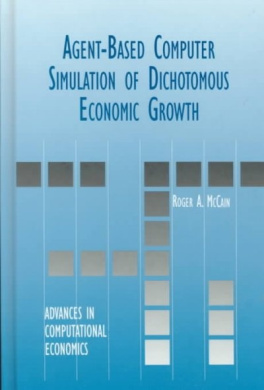 AGENT-BASED COMPUTER
SIMULATION OF DICHOTOMOUS
ECONOMIC GROWTH
ROGER A. MCCAIN
ADVANCES IN
COMPUTATIONAL
ECONOMICS